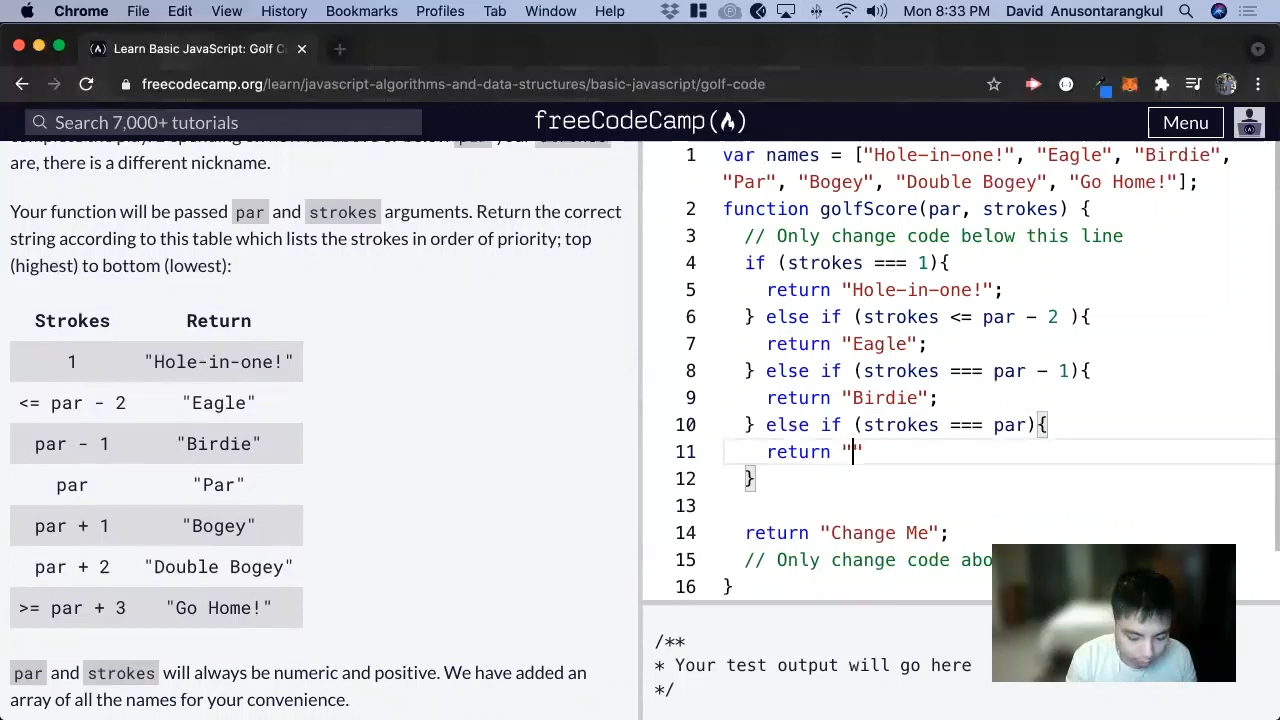 Chrome File Edit View History Bookmarks Profiles Tab Window Help Mon 8:33 PM David Anusontarangkul
Learn Basic JavaScript: Golf C
freecodecamp.org/learn/javascript-algorithms-and-data-structures/basic-javascript/golf-code
Search 7,000+ tutorials
freeCodeCamp(🔥)
Menu
are, there is a different nickname.
Your function will be passed par and strokes arguments. Return the correct
string according to this table which lists the strokes in order of priority; top
(highest) to bottom (lowest):
Strokes Return
1 "Hole-in-one!"
<= par - 2 "Eagle"
par - 1 "Birdie"
par "Par"
par + 1 "Bogey"
par + 2 "Double Bogey"
>= par + 3 "Go Home!"
par and strokes will always be numeric and positive. We have added an
array of all the names for your convenience.
1 var names = ["Hole-in-one!", "Eagle", "Birdie",
"Par", "Bogey", "Double Bogey", "Go Home!"];
2 function golfScore(par, strokes) {
3 // Only change code below this line
4 if (strokes === 1){
5 return "Hole-in-one!";
6 } else if (strokes <= par - 2 ){
7 return "Eagle";
8 } else if (strokes === par - 1){
9 return "Birdie";
10 } else if (strokes === par){
11 return ""
12 }
13
14 return "Change Me";
15 // Only change code abo
16 }
/**
* Your test output will go here
*/